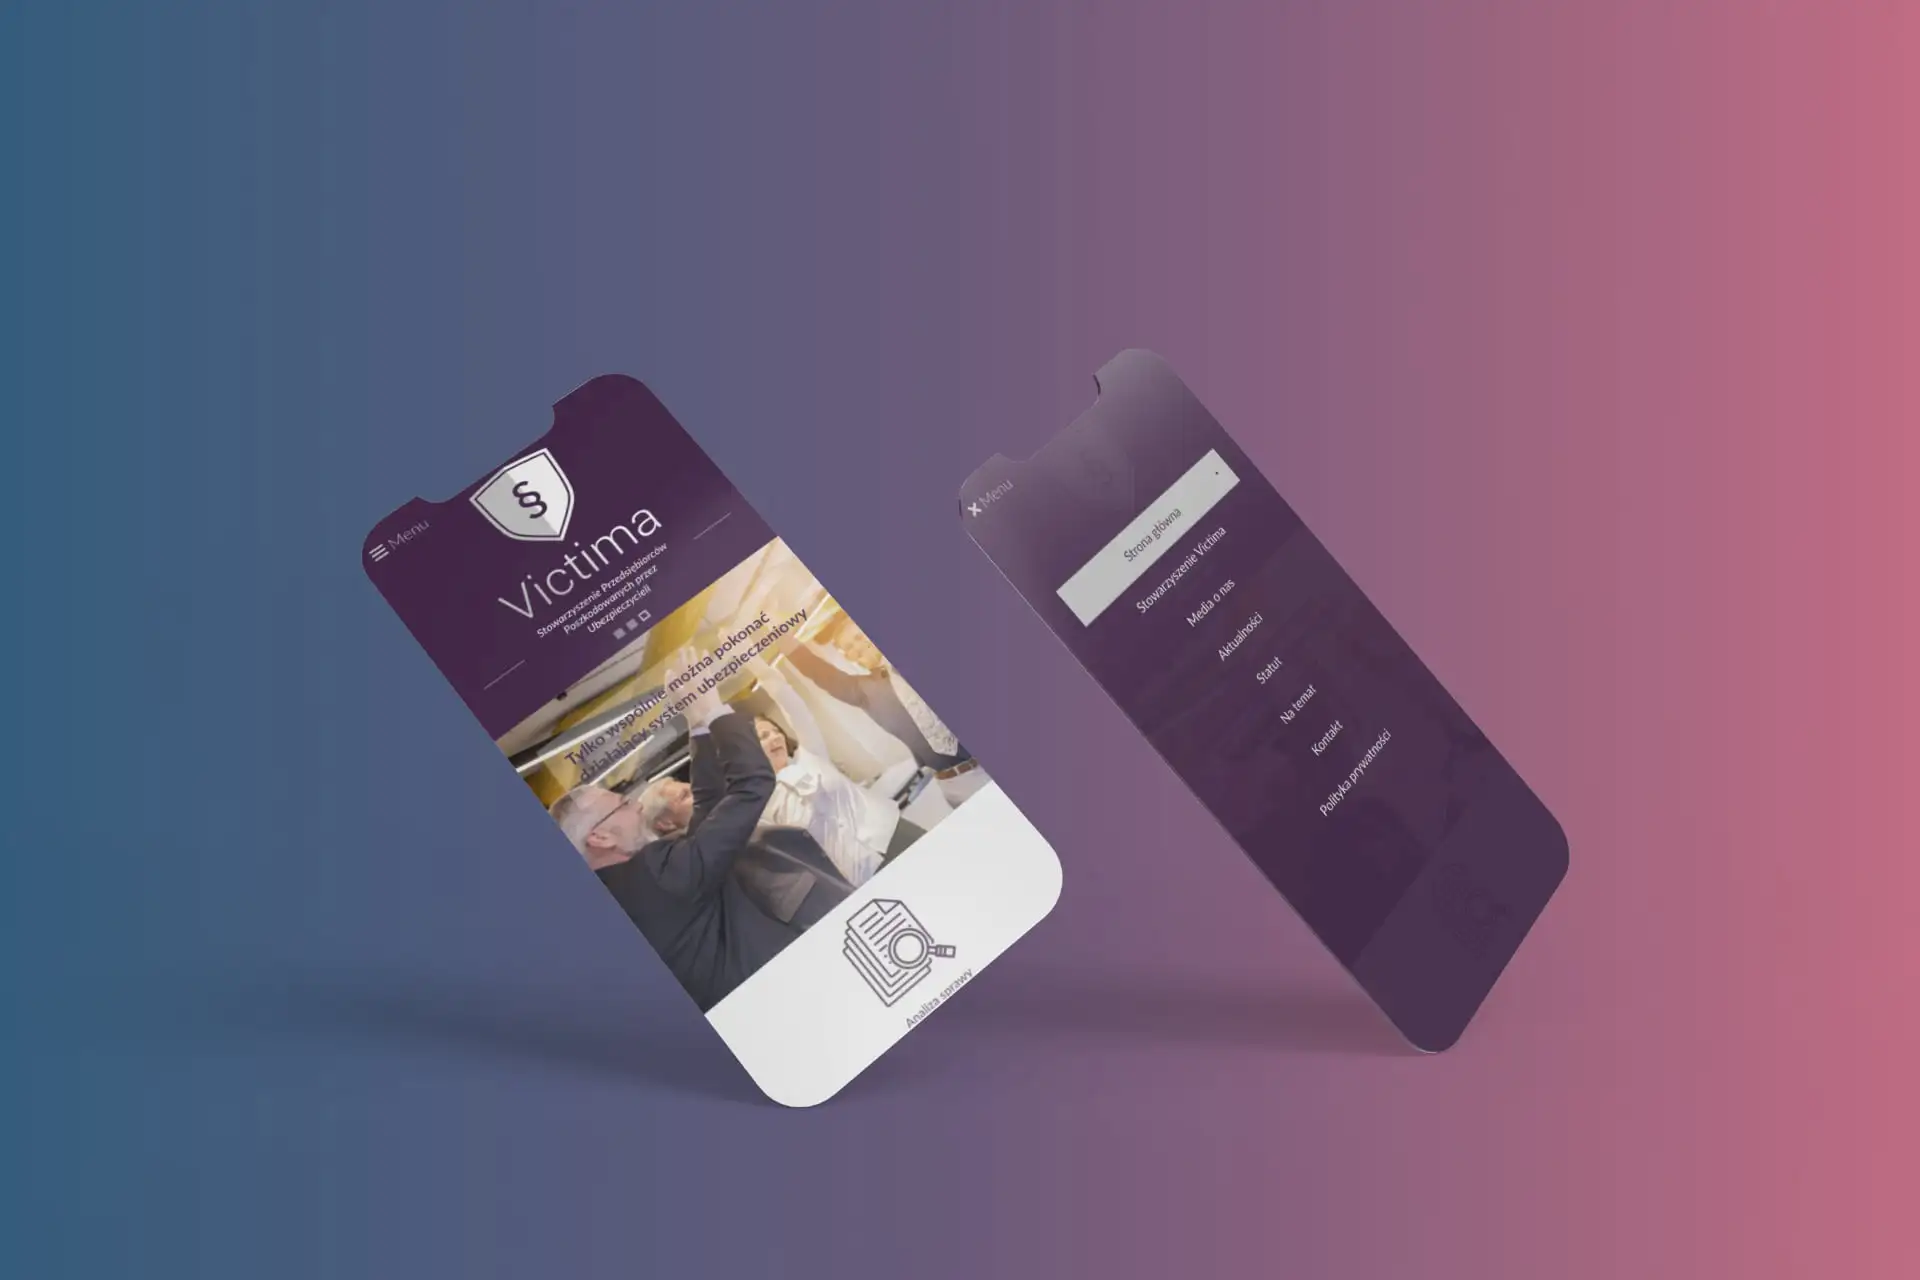 Menu
§
Victima
Stowarzyszenie Przedsiębiorców
Poszkodowanych przez
Ubezpieczycieli
Tylko wspólnie można pokonać
działający system ubezpieczeniowy
Analiza sprawy
Menu
Strona główna
Stowarzyszenie Victima
Media o nas
Aktualności
Statut
Na temat
Kontakt
Polityka prywatności